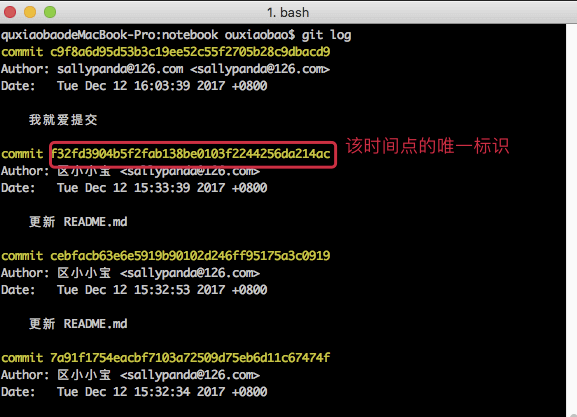 1. bash
quxiaobaodeMacBook-Pro:notebook ouxiaobao$ git log
commit c9f8a6d95d53b3c19ee52c55f2705b28c9dbacd9
Author: sallypanda@126.com <sallypanda@126.com>
Date:   Tue Dec 12 16:03:39 2017 +0800
我就爱提交
commit f32fd3904b5f2fab138be0103f2244256da214ac
该时间点的唯一标识
Author: 区小小宝 <sallypanda@126.com>
Date:   Tue Dec 12 15:33:39 2017 +0800
更新 README.md
commit cebfacb63e6e5919b90102d246ff95175a3c0919
Author: 区小小宝 <sallypanda@126.com>
Date:   Tue Dec 12 15:32:53 2017 +0800
更新 README.md
commit 7a91f1754eacbf7103a72509d75eb6d11c67474f
Author: 区小小宝 <sallypanda@126.com>
Date:   Tue Dec 12 15:32:34 2017 +0800